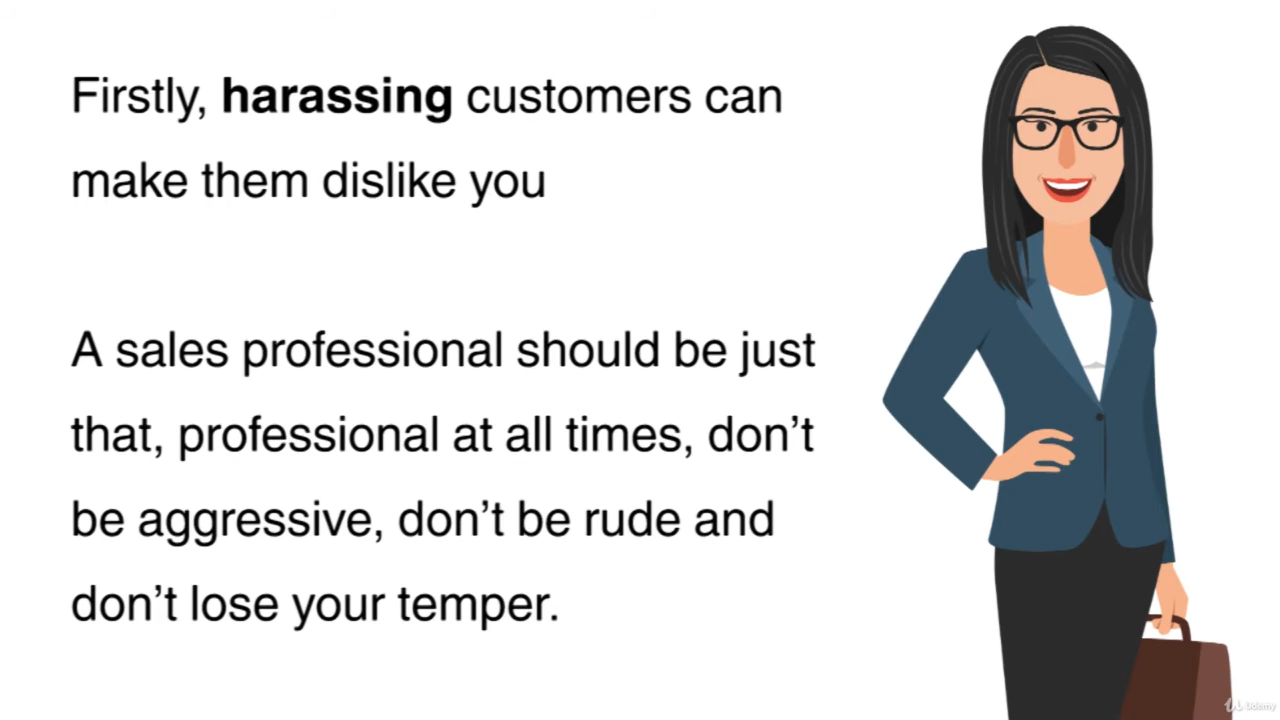 Firstly, harassing customers can
make them dislike you
A sales professional should be just
that, professional at all times, don’t
be aggressive, don’t be rude and
don’t lose your temper.
Udemy